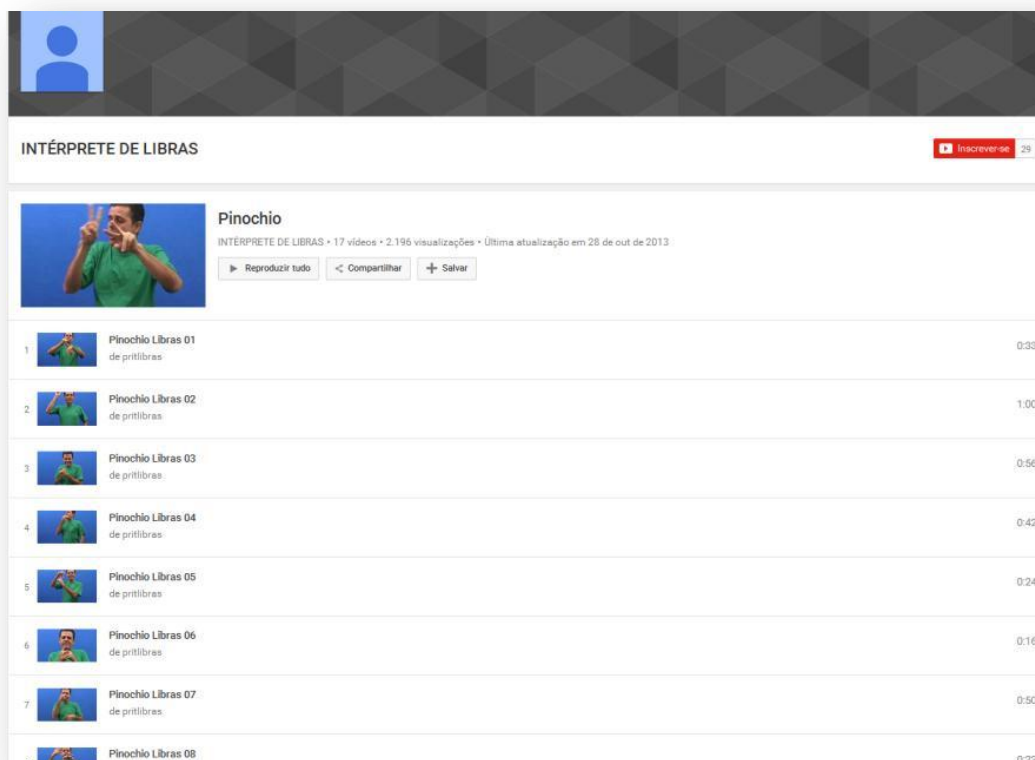 INTÉRPRETE DE LIBRAS
Inscrever-se 29
Pinochio
INTÉRPRETE DE LIBRAS • 17 vídeos • 2.196 visualizações • Última atualização em 28 de out de 2013
Reproduzir tudo Compartilhar Salvar
1 Pinochio Libras 01 0:33
de pritlibras
2 Pinochio Libras 02 1:00
de pritlibras
3 Pinochio Libras 03 0:56
de pritlibras
4 Pinochio Libras 04 0:42
de pritlibras
5 Pinochio Libras 05 0:24
de pritlibras
6 Pinochio Libras 06 0:16
de pritlibras
7 Pinochio Libras 07 0:50
de pritlibras
Pinochio Libras 08